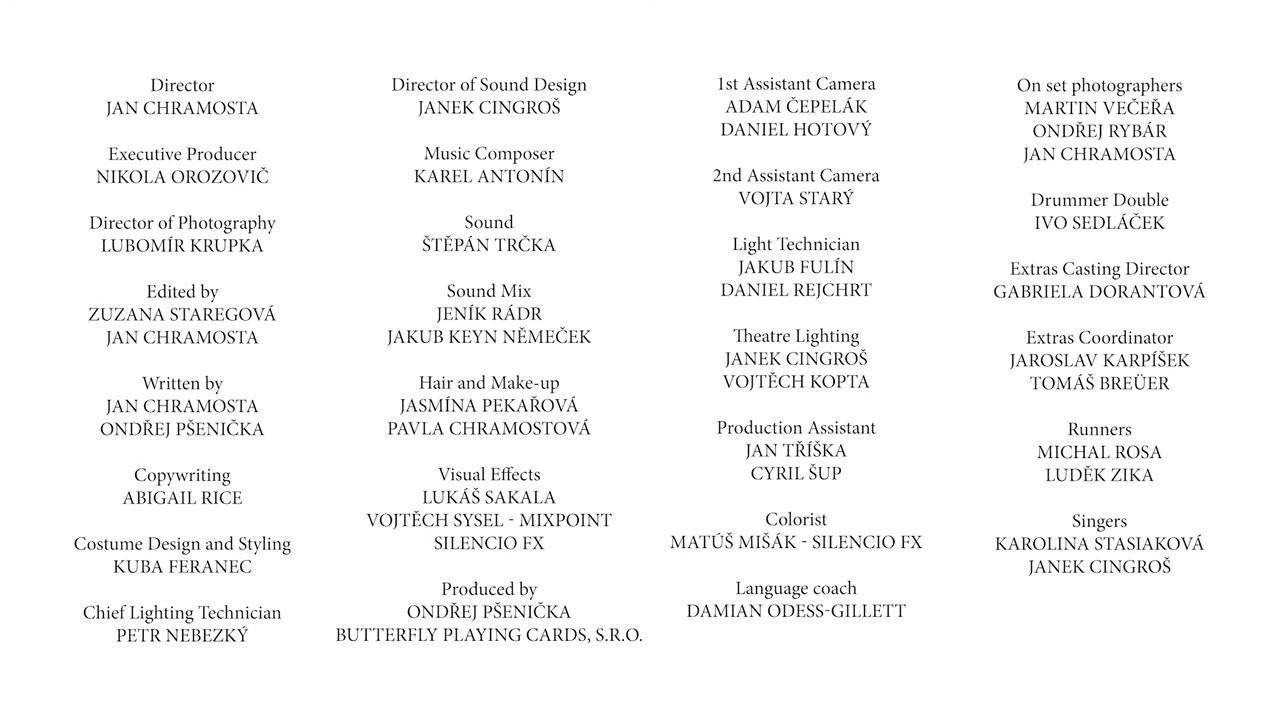 Director
JAN CHRAMOSTA
Executive Producer
NIKOLA OROZOVIČ
Director of Photography
LUBOMÍR KRUPKA
Edited by
ZUZANA STAREGOVÁ
JAN CHRAMOSTA
Written by
JAN CHRAMOSTA
ONDŘEJ PŠENIČKA
Copywriting
ABIGAIL RICE
Costume Design and Styling
KUBA FERANEC
Chief Lighting Technician
PETR NEBEZKÝ
Director of Sound Design
JANEK CINGROŠ
Music Composer
KAREL ANTONÍN
Sound
ŠTĚPÁN TRČKA
Sound Mix
JENÍK RÁDR
JAKUB KEYN NĚMEČEK
Hair and Make-up
JASMÍNA PEKAŘOVÁ
PAVLA CHRAMOSTOVÁ
Visual Effects
LUKÁŠ SAKALA
VOJTĚCH SYSEL - MIXPOINT
SILENCIO FX
Produced by
ONDŘEJ PŠENIČKA
BUTTERFLY PLAYING CARDS, S.R.O.
1st Assistant Camera
ADAM ČEPELÁK
DANIEL HOTOVÝ
2nd Assistant Camera
VOJTA STARÝ
Light Technician
JAKUB FULÍN
DANIEL REJCHRT
Theatre Lighting
JANEK CINGROŠ
VOJTĚCH KOPTA
Production Assistant
JAN TŘÍŠKA
CYRIL ŠUP
Colorist
MATÚŠ MIŠÁK - SILENCIO FX
Language coach
DAMIAN ODESS-GILLETT
On set photographers
MARTIN VEČEŘA
ONDŘEJ RYBÁR
JAN CHRAMOSTA
Drummer Double
IVO SEDLÁČEK
Extras Casting Director
GABRIELA DORANTOVÁ
Extras Coordinator
JAROSLAV KARPÍŠEK
TOMÁŠ BREÜER
Runners
MICHAL ROSA
LUDĚK ZIKA
Singers
KAROLINA STASIAKOVÁ
JANEK CINGROŠ